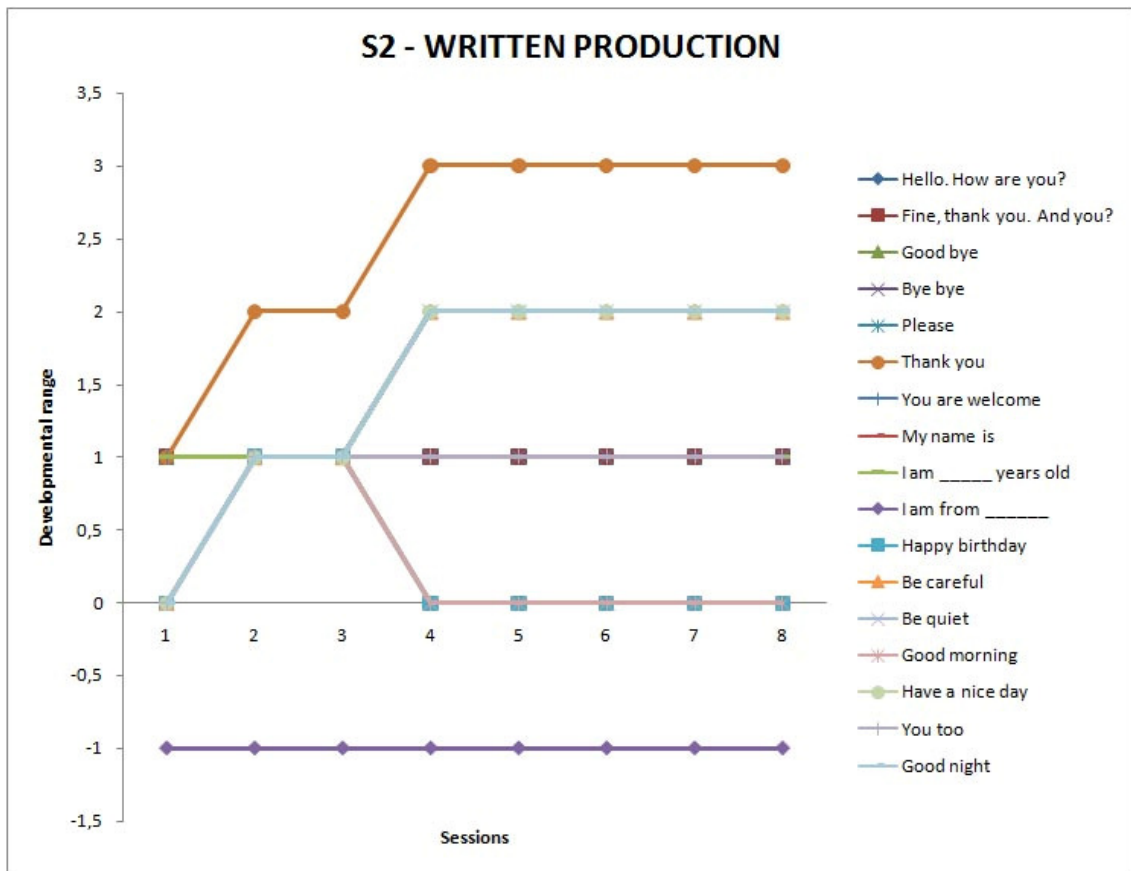 S2 - WRITTEN PRODUCTION
3,5
3
2,5
2
1,5
1
0,5
0
-0,5
-1
-1,5
Developmental range
1 2 3 4 5 6 7 8
Sessions
Hello. How are you?
Fine, thank you. And you?
Good bye
Bye bye
Please
Thank you
You are welcome
My name is
I am _____ years old
I am from ______
Happy birthday
Be careful
Be quiet
Good morning
Have a nice day
You too
Good night